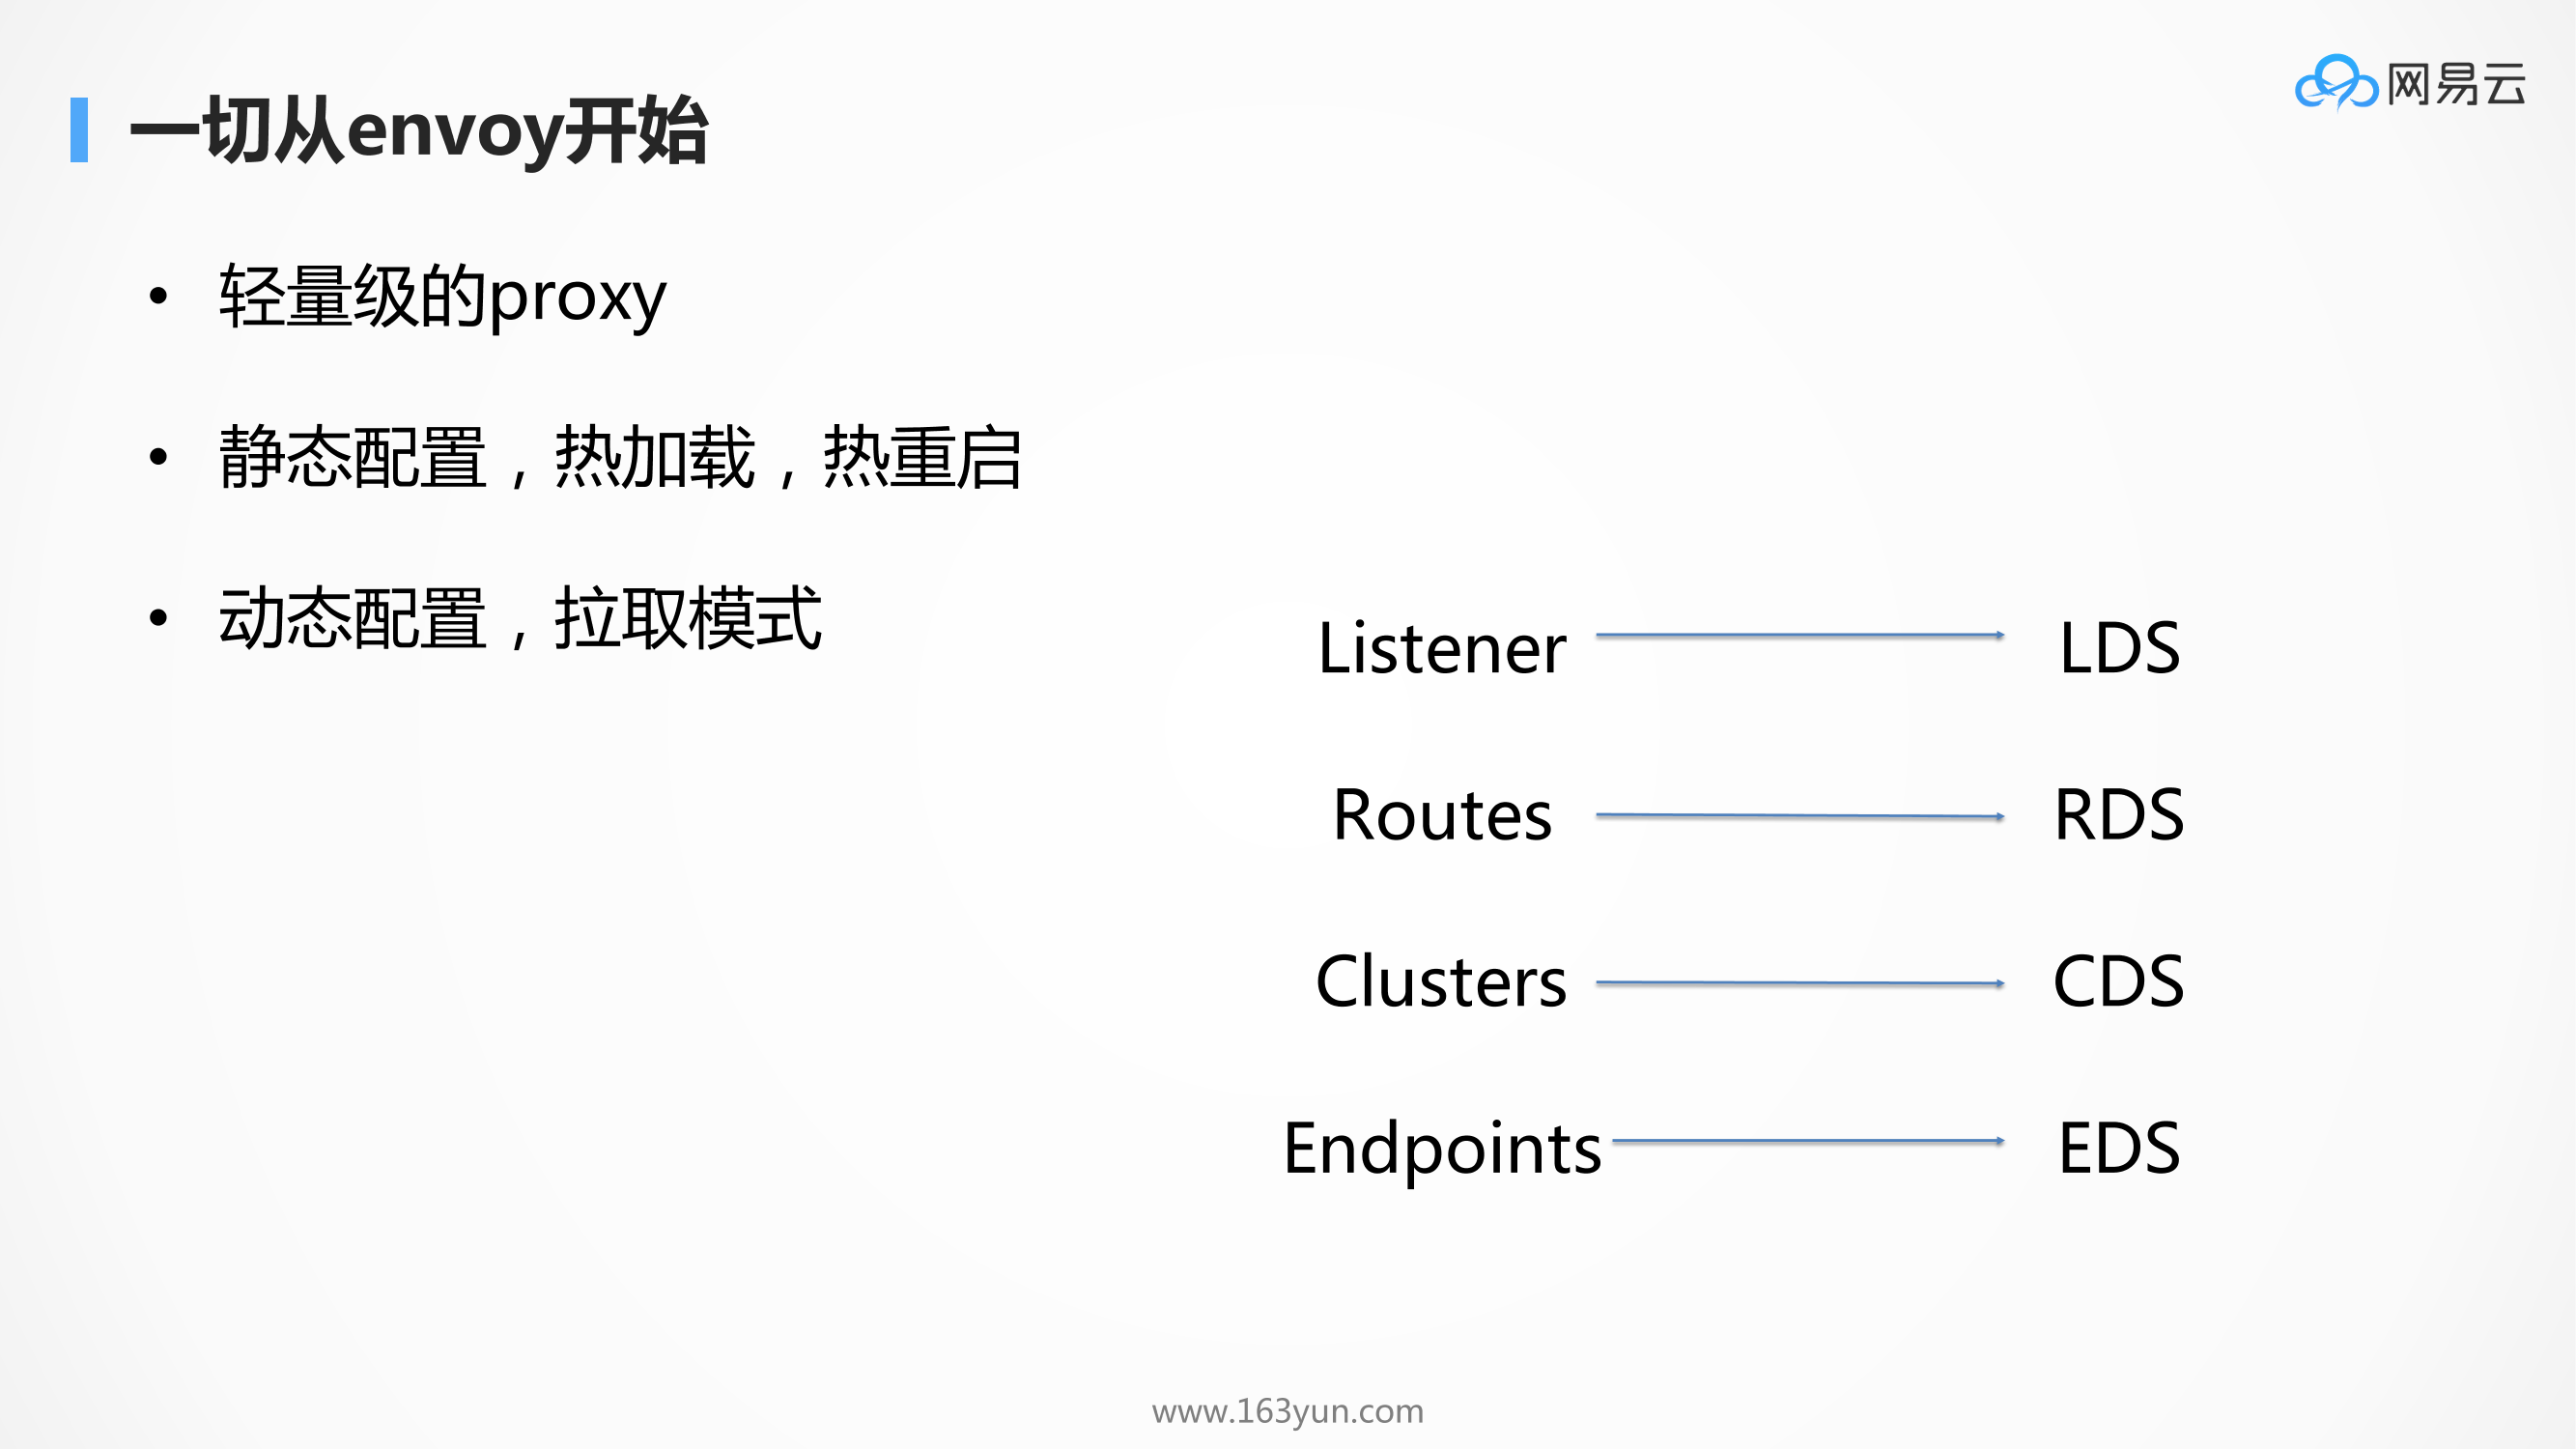 网易云
一切从envoy开始
• 轻量级的proxy
• 静态配置，热加载，热重启
• 动态配置，拉取模式
Listener LDS
Routes RDS
Clusters CDS
Endpoints EDS
www.163yun.com